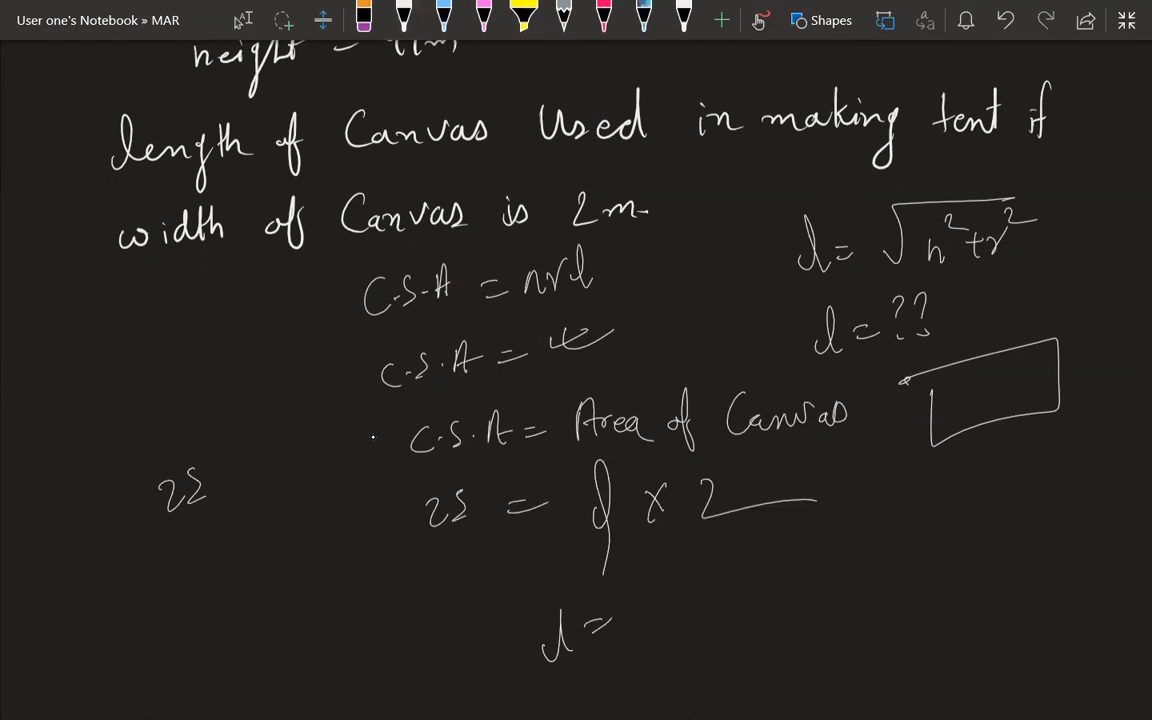 User one's Notebook » MAR
Shapes
height =
length of Canvas Used in making tent if
width of Canvas is 2m.
l = √h²+r²
C.S.A = πrl
l = ??
C.S.A =
C.S.A = Area of Canvas
25
25 = l × 2
l =